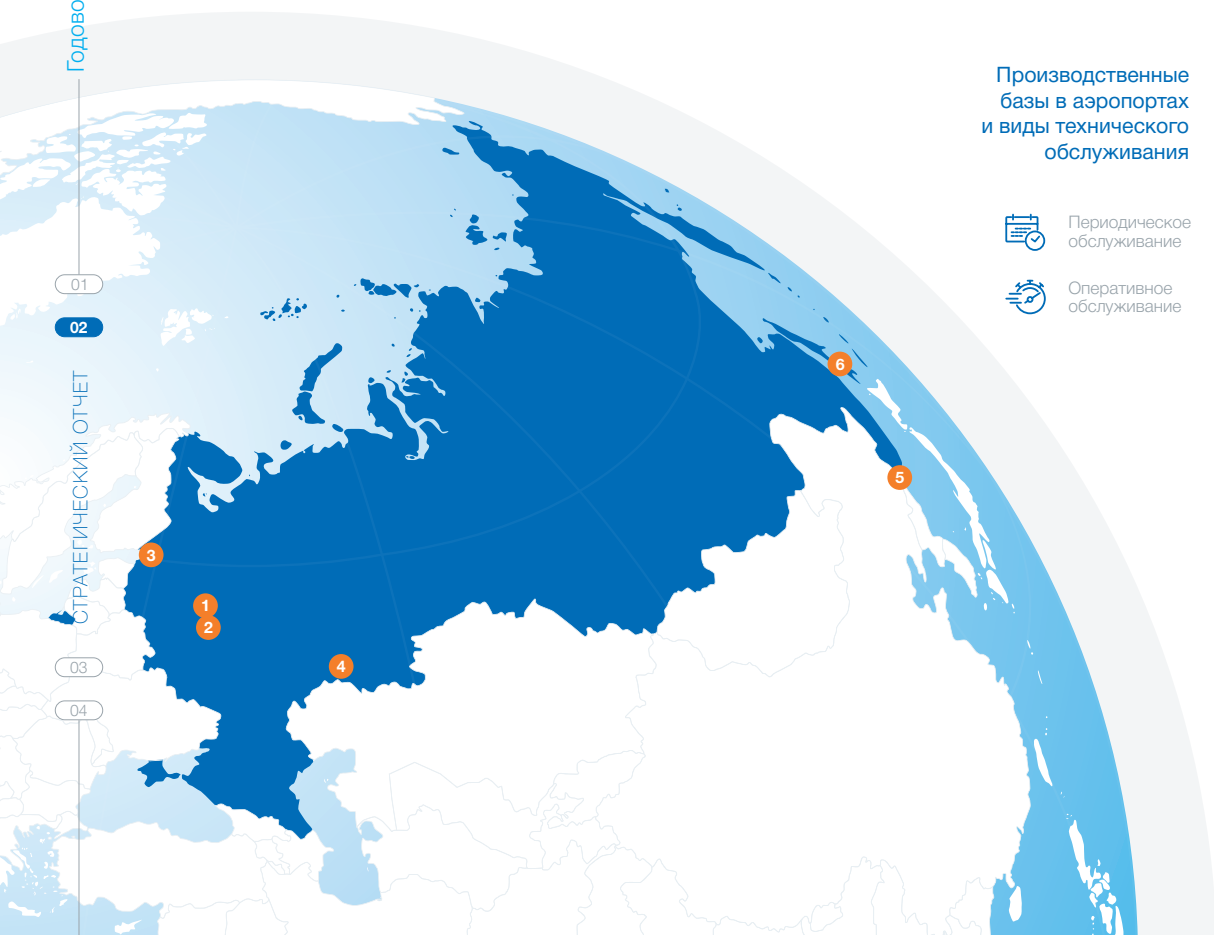 Годово
Производственные
базы в аэропортах
и виды технического
обслуживания
Периодическое
обслуживание
Оперативное
обслуживание
01
02
СТРАТЕГИЧЕСКИЙ ОТЧЕТ
03
04
6
5
3
1
2
4